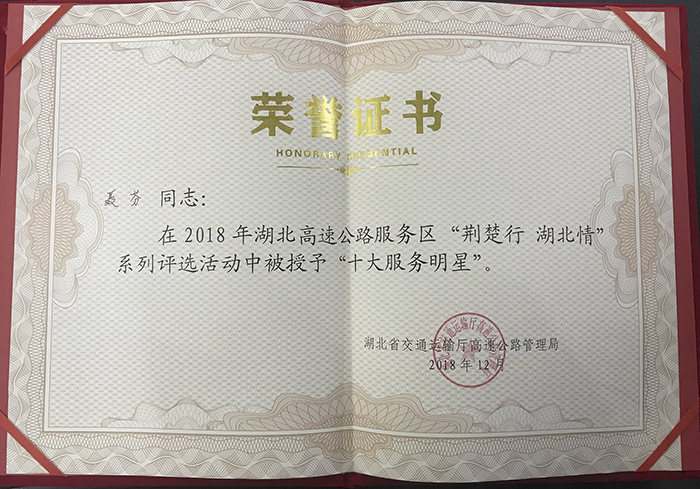 荣誉证书
HONORARY CREDENTIAL
聂芬 同志：
在2018年湖北高速公路服务区“荆楚行 湖北情”
系列评选活动中被授予“十大服务明星”。
湖北省交通运输厅高速公路管理局
2018年12月